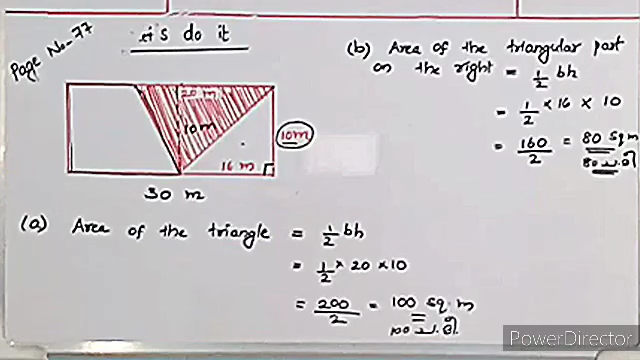 Page No-77
Let's do it
20 m
10m
10m
16 m
30 m
(a) Area of the triangle = 1/2 bh
= 1/2 × 20 × 10
= 200/2 = 100 sq.m
100 ച.മീ
(b) Area of the triangular part
on the right = 1/2 bh
= 1/2 × 16 × 10
= 160/2 = 80 sq m
80 ച.മീ
PowerDirector